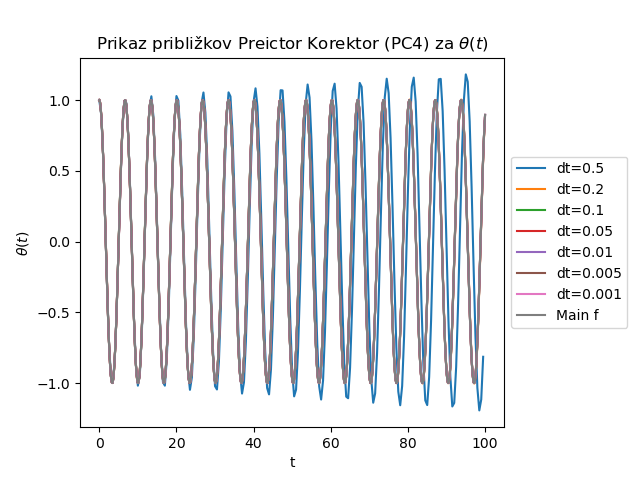 Prikaz približkov Preictor Korektor (PC4) za θ(t)
1.0
0.5
0.0
−0.5
−1.0
θ(t)
0 20 40 60 80 100
t
dt=0.5
dt=0.2
dt=0.1
dt=0.05
dt=0.01
dt=0.005
dt=0.001
Main f